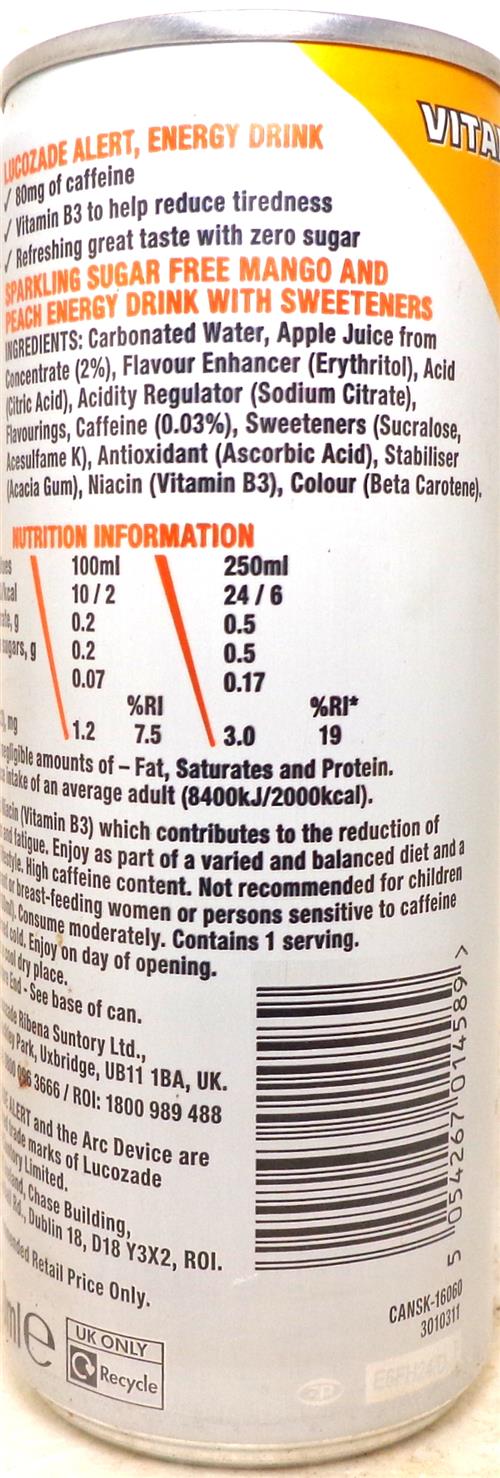 VITA
LUCOZADE ALERT, ENERGY DRINK
✓ 80mg of caffeine
✓ Vitamin B3 to help reduce tiredness
✓ Refreshing great taste with zero sugar
SPARKLING SUGAR FREE MANGO AND
PEACH ENERGY DRINK WITH SWEETENERS
INGREDIENTS: Carbonated Water, Apple Juice from
Concentrate (2%), Flavour Enhancer (Erythritol), Acid
(Citric Acid), Acidity Regulator (Sodium Citrate),
Flavourings, Caffeine (0.03%), Sweeteners (Sucralose,
Acesulfame K), Antioxidant (Ascorbic Acid), Stabiliser
(Acacia Gum), Niacin (Vitamin B3), Colour (Beta Carotene).
NUTRITION INFORMATION
100ml 250ml
10 / 2 24 / 6
0.2 0.5
sugars, g 0.2 0.5
0.07 0.17
%RI %RI*
mg 1.2 7.5 3.0 19
negligible amounts of – Fat, Saturates and Protein.
intake of an average adult (8400kJ/2000kcal).
Niacin (Vitamin B3) which contributes to the reduction of
and fatigue. Enjoy as part of a varied and balanced diet and a
High caffeine content. Not recommended for children
or breast-feeding women or persons sensitive to caffeine
Consume moderately. Contains 1 serving.
cold. Enjoy on day of opening.
cool dry place.
End - See base of can.
Ribena Suntory Ltd.,
Park, Uxbridge, UB11 1BA, UK.
096 3666 / ROI: 1800 989 488
ALERT and the Arc Device are
trade marks of Lucozade
Limited.
Chase Building,
Rd., Dublin 18, D18 Y3X2, ROI.
Retail Price Only.
5 054267 014589 >
CANSK-16060
3010311
ml e
UK ONLY
Recycle